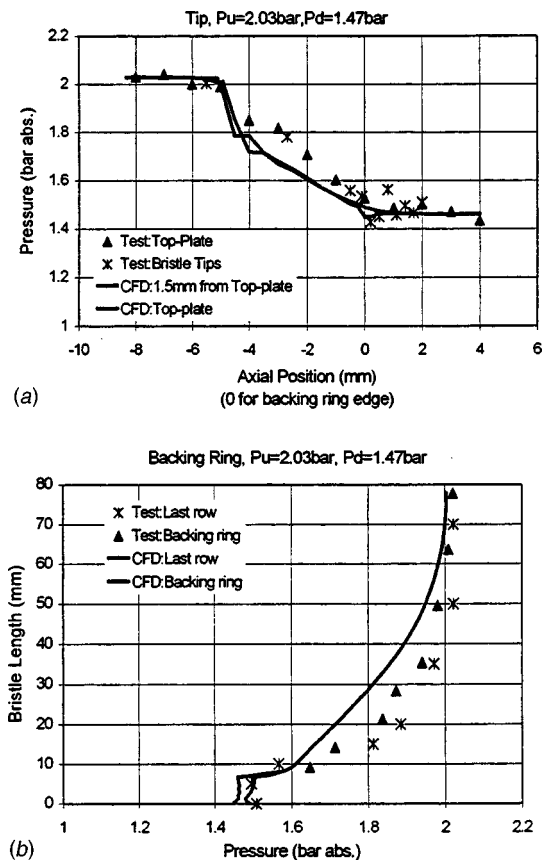 Tip, Pu=2.03bar,Pd=1.47bar
2.2
2
1.8
1.6
1.4
1.2
1
Pressure (bar abs.)
Test:Top-Plate
Test:Bristle Tips
CFD:1.5mm from Top-plate
CFD:Top-plate
-10 -8 -6 -4 -2 0 2 4 6
Axial Position (mm)
(a) (0 for backing ring edge)
Backing Ring, Pu=2.03bar, Pd=1.47bar
80
70
60
50
40
30
20
10
0
Bristle Length (mm)
Test:Last row
Test:Backing ring
CFD:Last row
CFD:Backing ring
1 1.2 1.4 1.6 1.8 2 2.2
(b) Pressure (bar abs.)